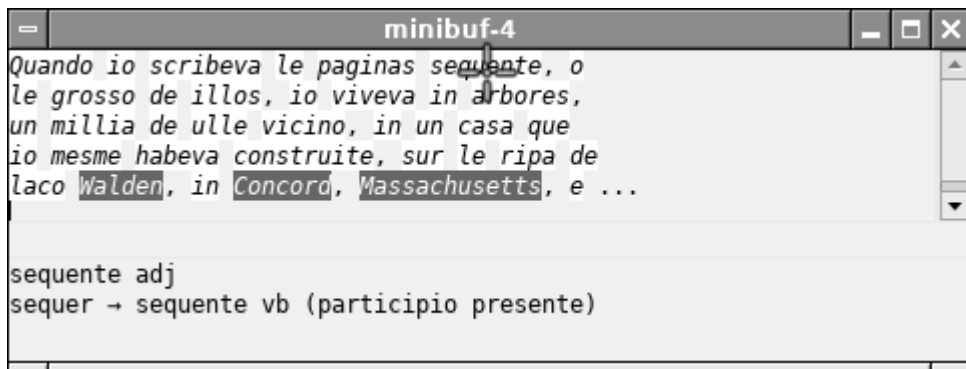 minibuf-4
Quando io scribeva le paginas sequente, o
le grosso de illos, io viveva in arbores,
un millia de ulle vicino, in un casa que
io mesme habeva construite, sur le ripa de
laco Walden, in Concord, Massachusetts, e ...
sequente adj
sequer → sequente vb (participio presente)